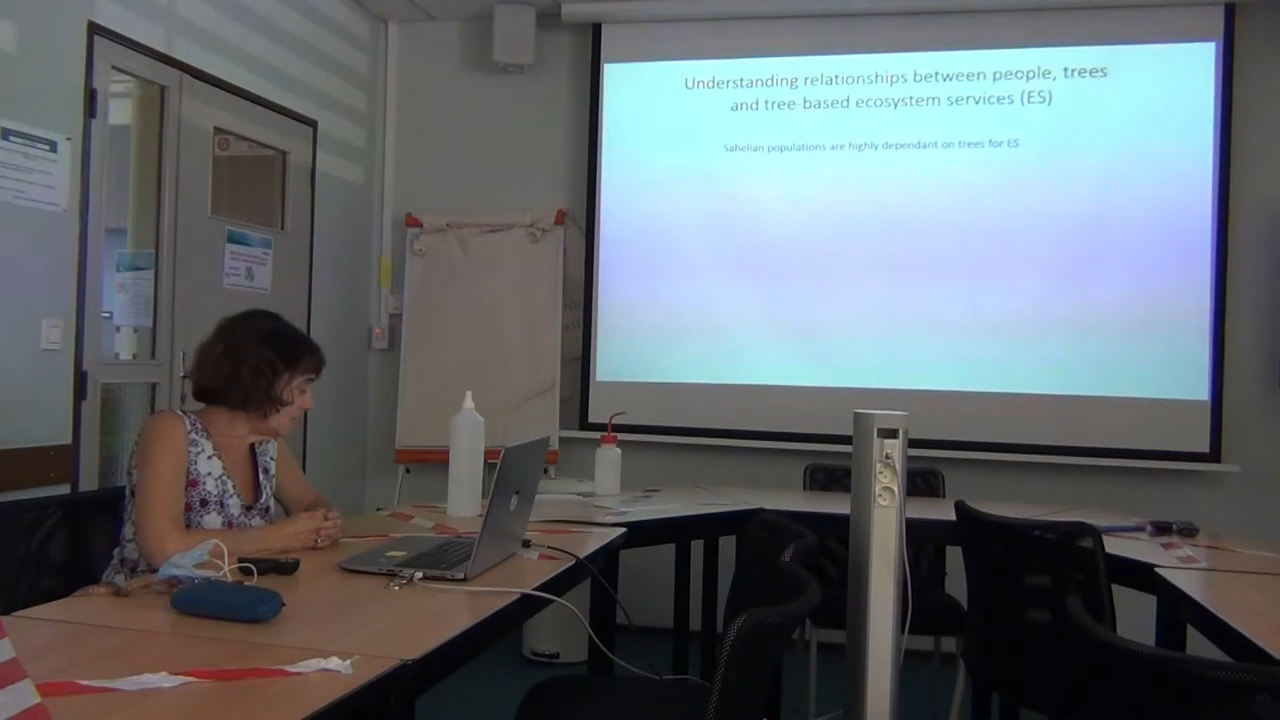 Understanding relationships between people, trees
and tree-based ecosystem services (ES)
Sahelian populations are highly dependant on trees for ES